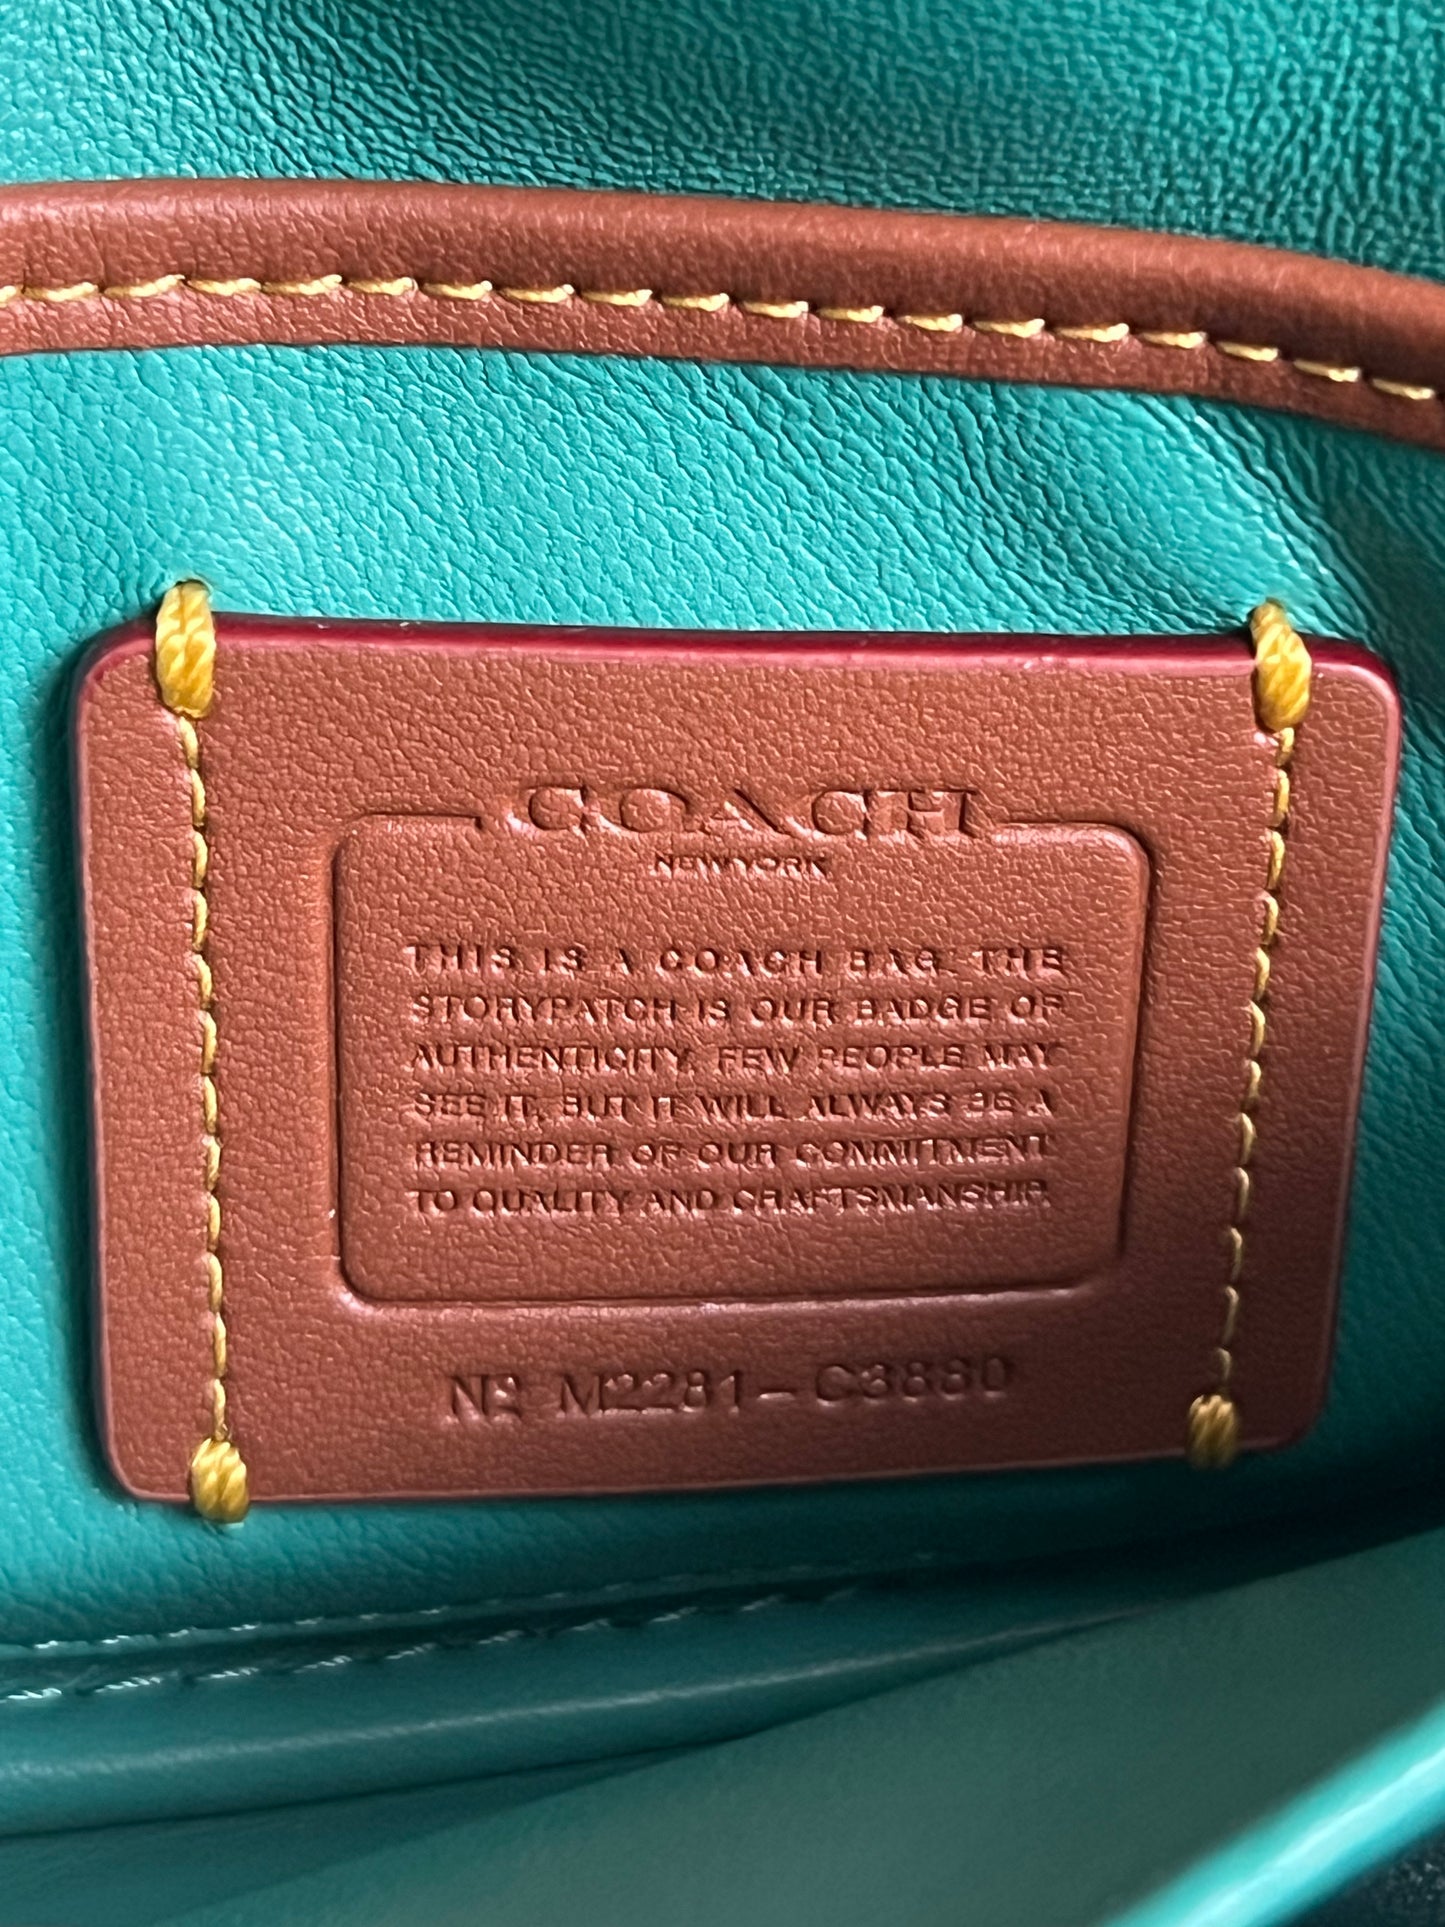 COACH
NEW YORK
THIS IS A COACH BAG. THE
STORYPATCH IS OUR BADGE OF
AUTHENTICITY. FEW PEOPLE MAY
SEE IT, BUT IT WILL ALWAYS BE A
REMINDER OF OUR COMMITMENT
TO QUALITY AND CRAFTSMANSHIP.
Nº M2281-C3880